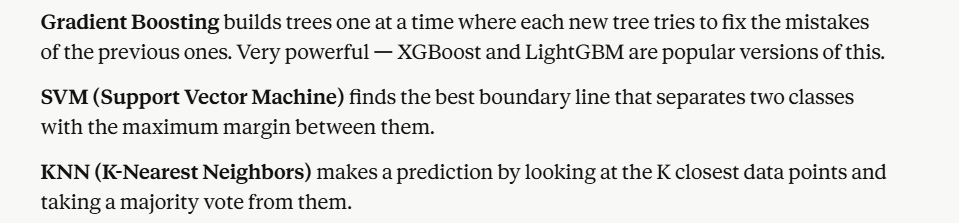 Gradient Boosting builds trees one at a time where each new tree tries to fix the mistakes
of the previous ones. Very powerful — XGBoost and LightGBM are popular versions of this.
SVM (Support Vector Machine) finds the best boundary line that separates two classes
with the maximum margin between them.
KNN (K-Nearest Neighbors) makes a prediction by looking at the K closest data points and
taking a majority vote from them.